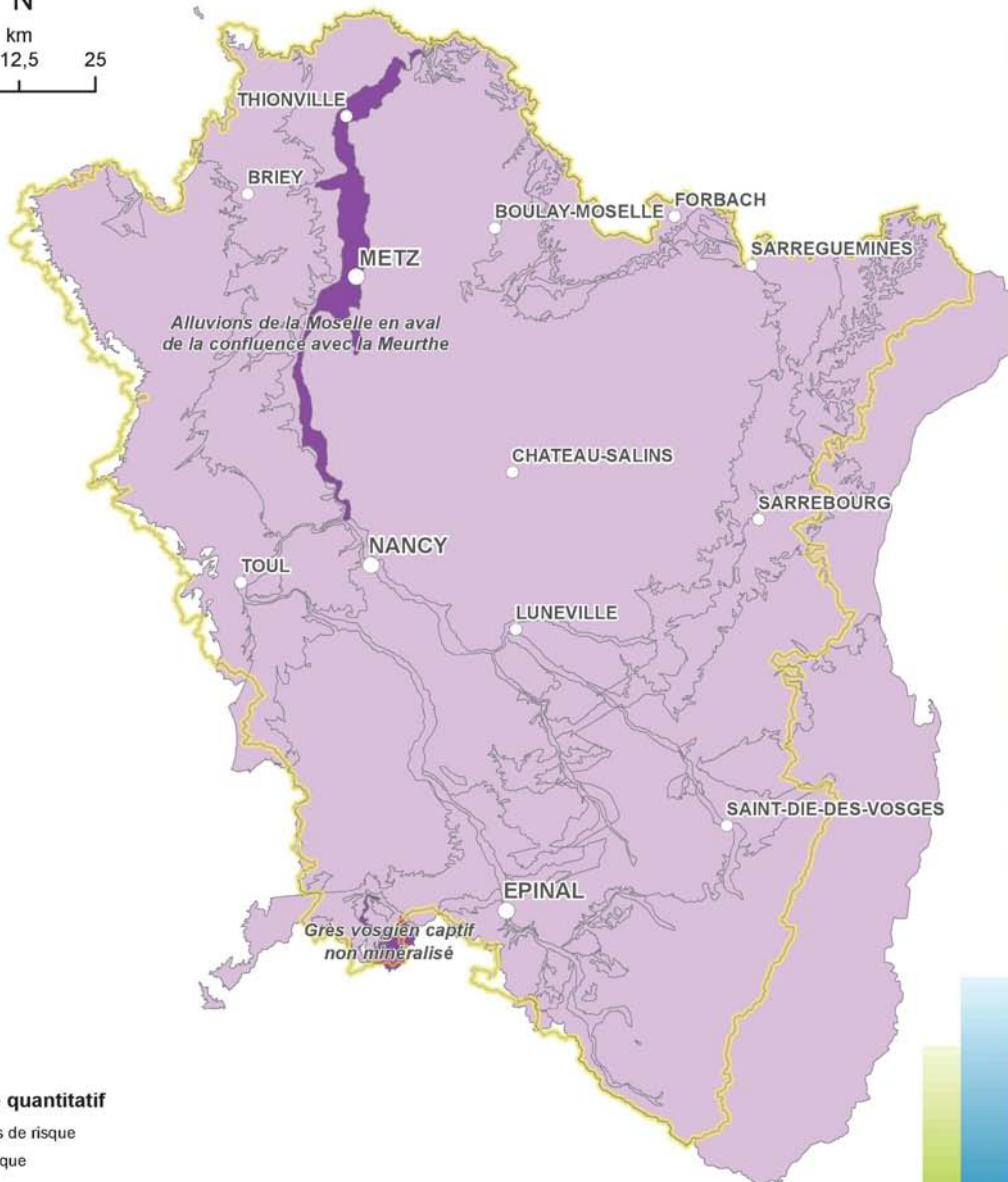 N
km
12,5 25
THIONVILLE
BRIEY
BOULAY-MOSELLE
FORBACH
SARREGUEMINES
METZ
Alluvions de la Moselle en aval
de la confluence avec la Meurthe
CHATEAU-SALINS
SARREBOURG
NANCY
TOUL
LUNEVILLE
SAINT-DIE-DES-VOSGES
EPINAL
Grès vosgien captif
non minéralisé
quantitatif
de risque